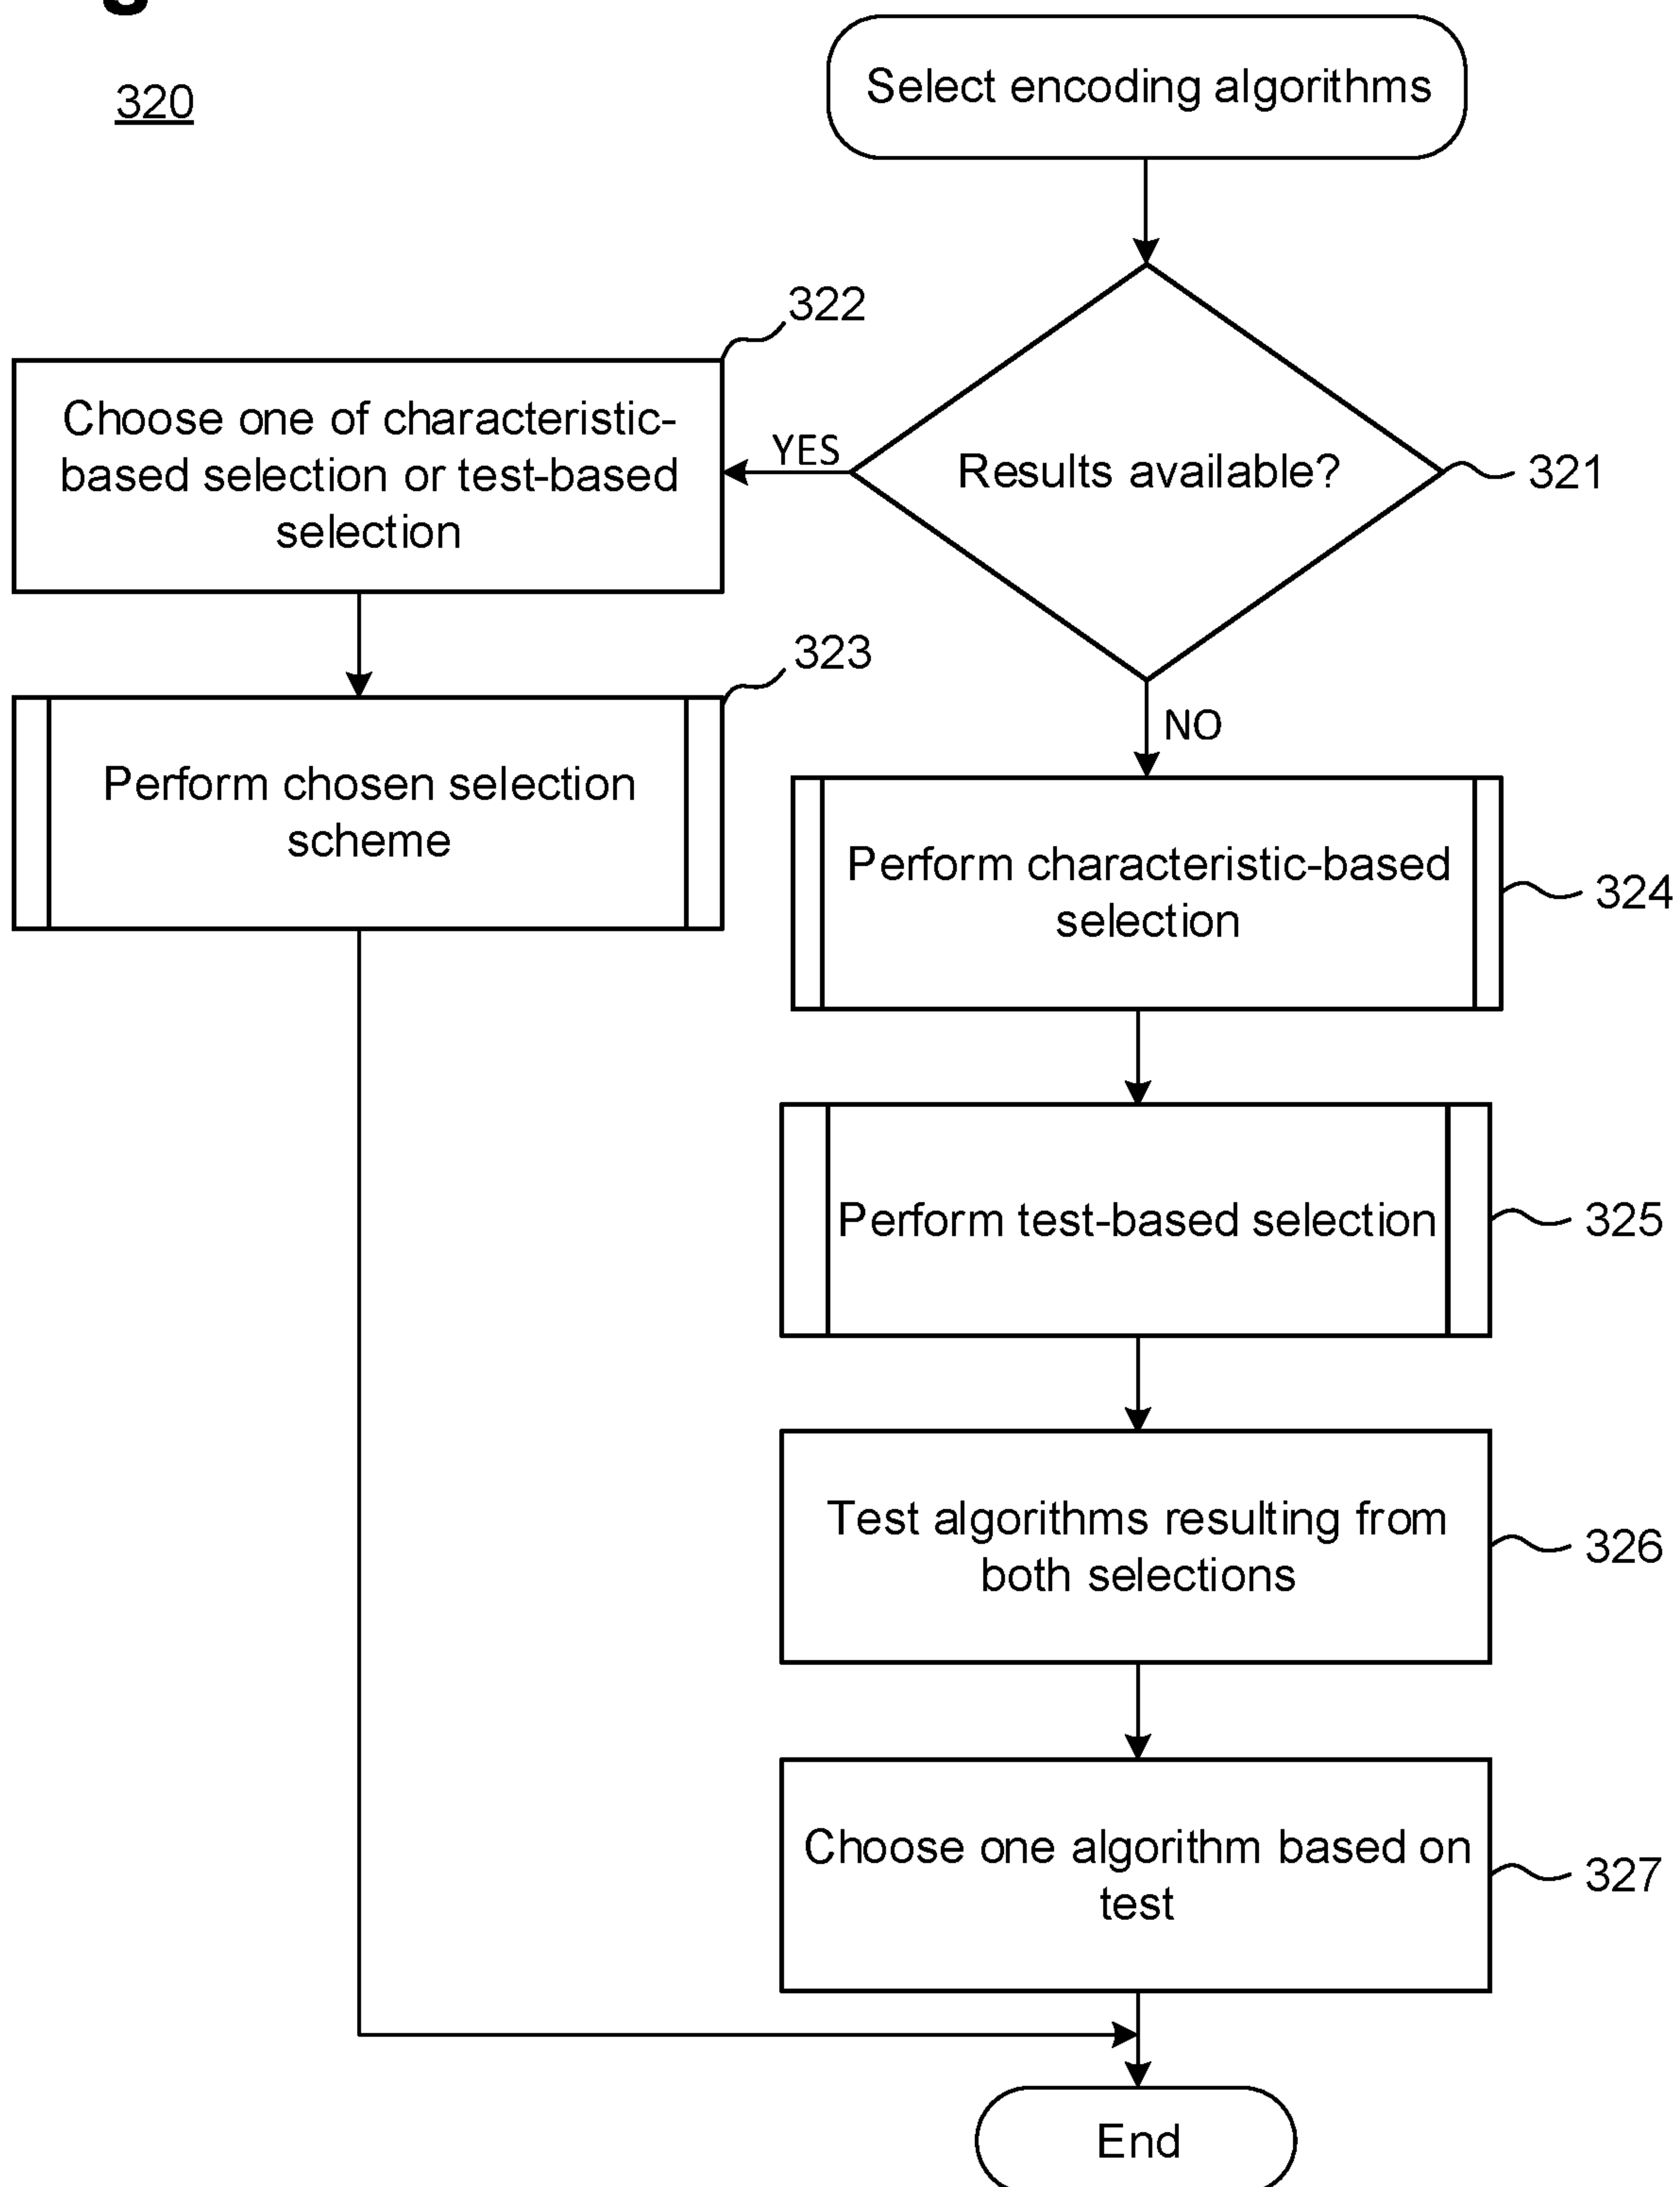 320
Select encoding algorithms
322
Choose one of characteristic-
based selection or test-based
selection
YES
Results available?
321
323
Perform chosen selection
scheme
NO
Perform characteristic-based
selection
324
Perform test-based selection
325
Test algorithms resulting from
both selections
326
Choose one algorithm based on
test
327
End